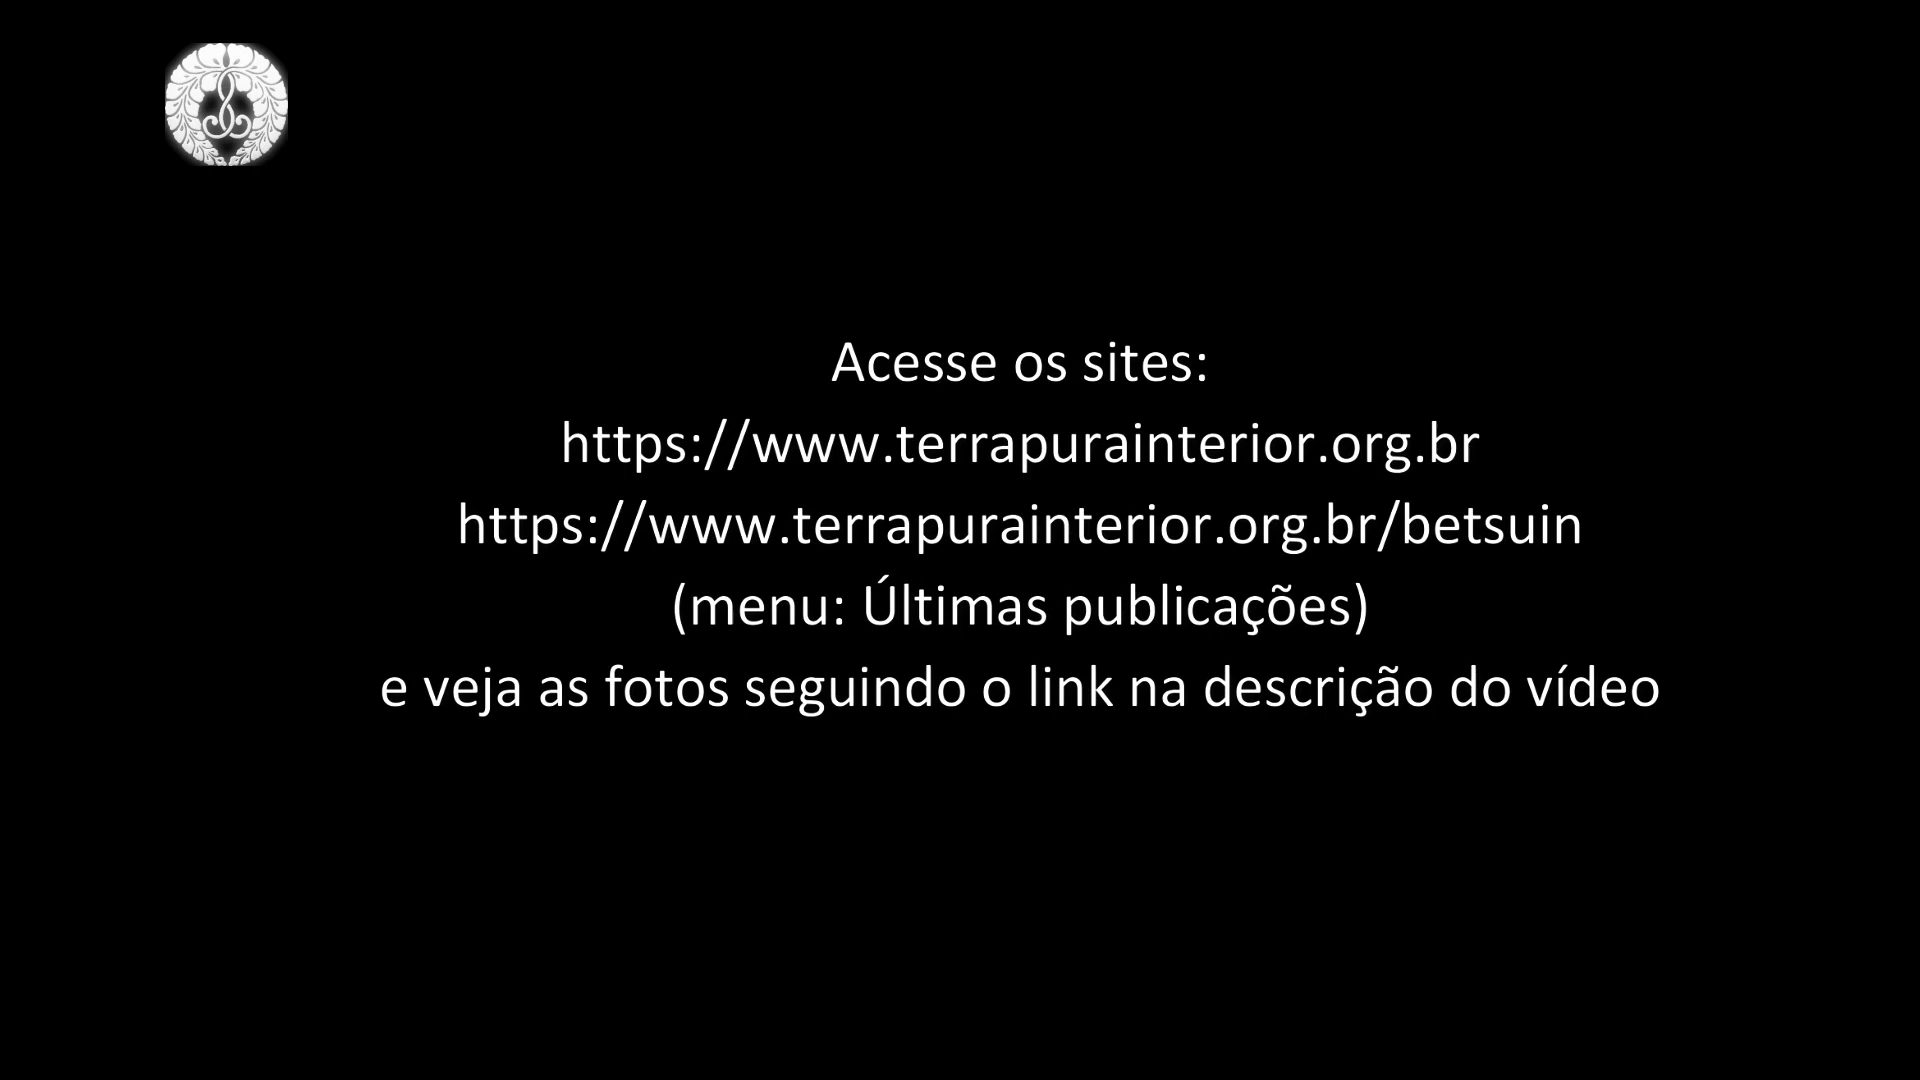 Acesse os sites:
https://www.terrapurainterior.org.br
https://www.terrapurainterior.org.br/betsuin
(menu: Últimas publicações)
e veja as fotos seguindo o link na descrição do vídeo